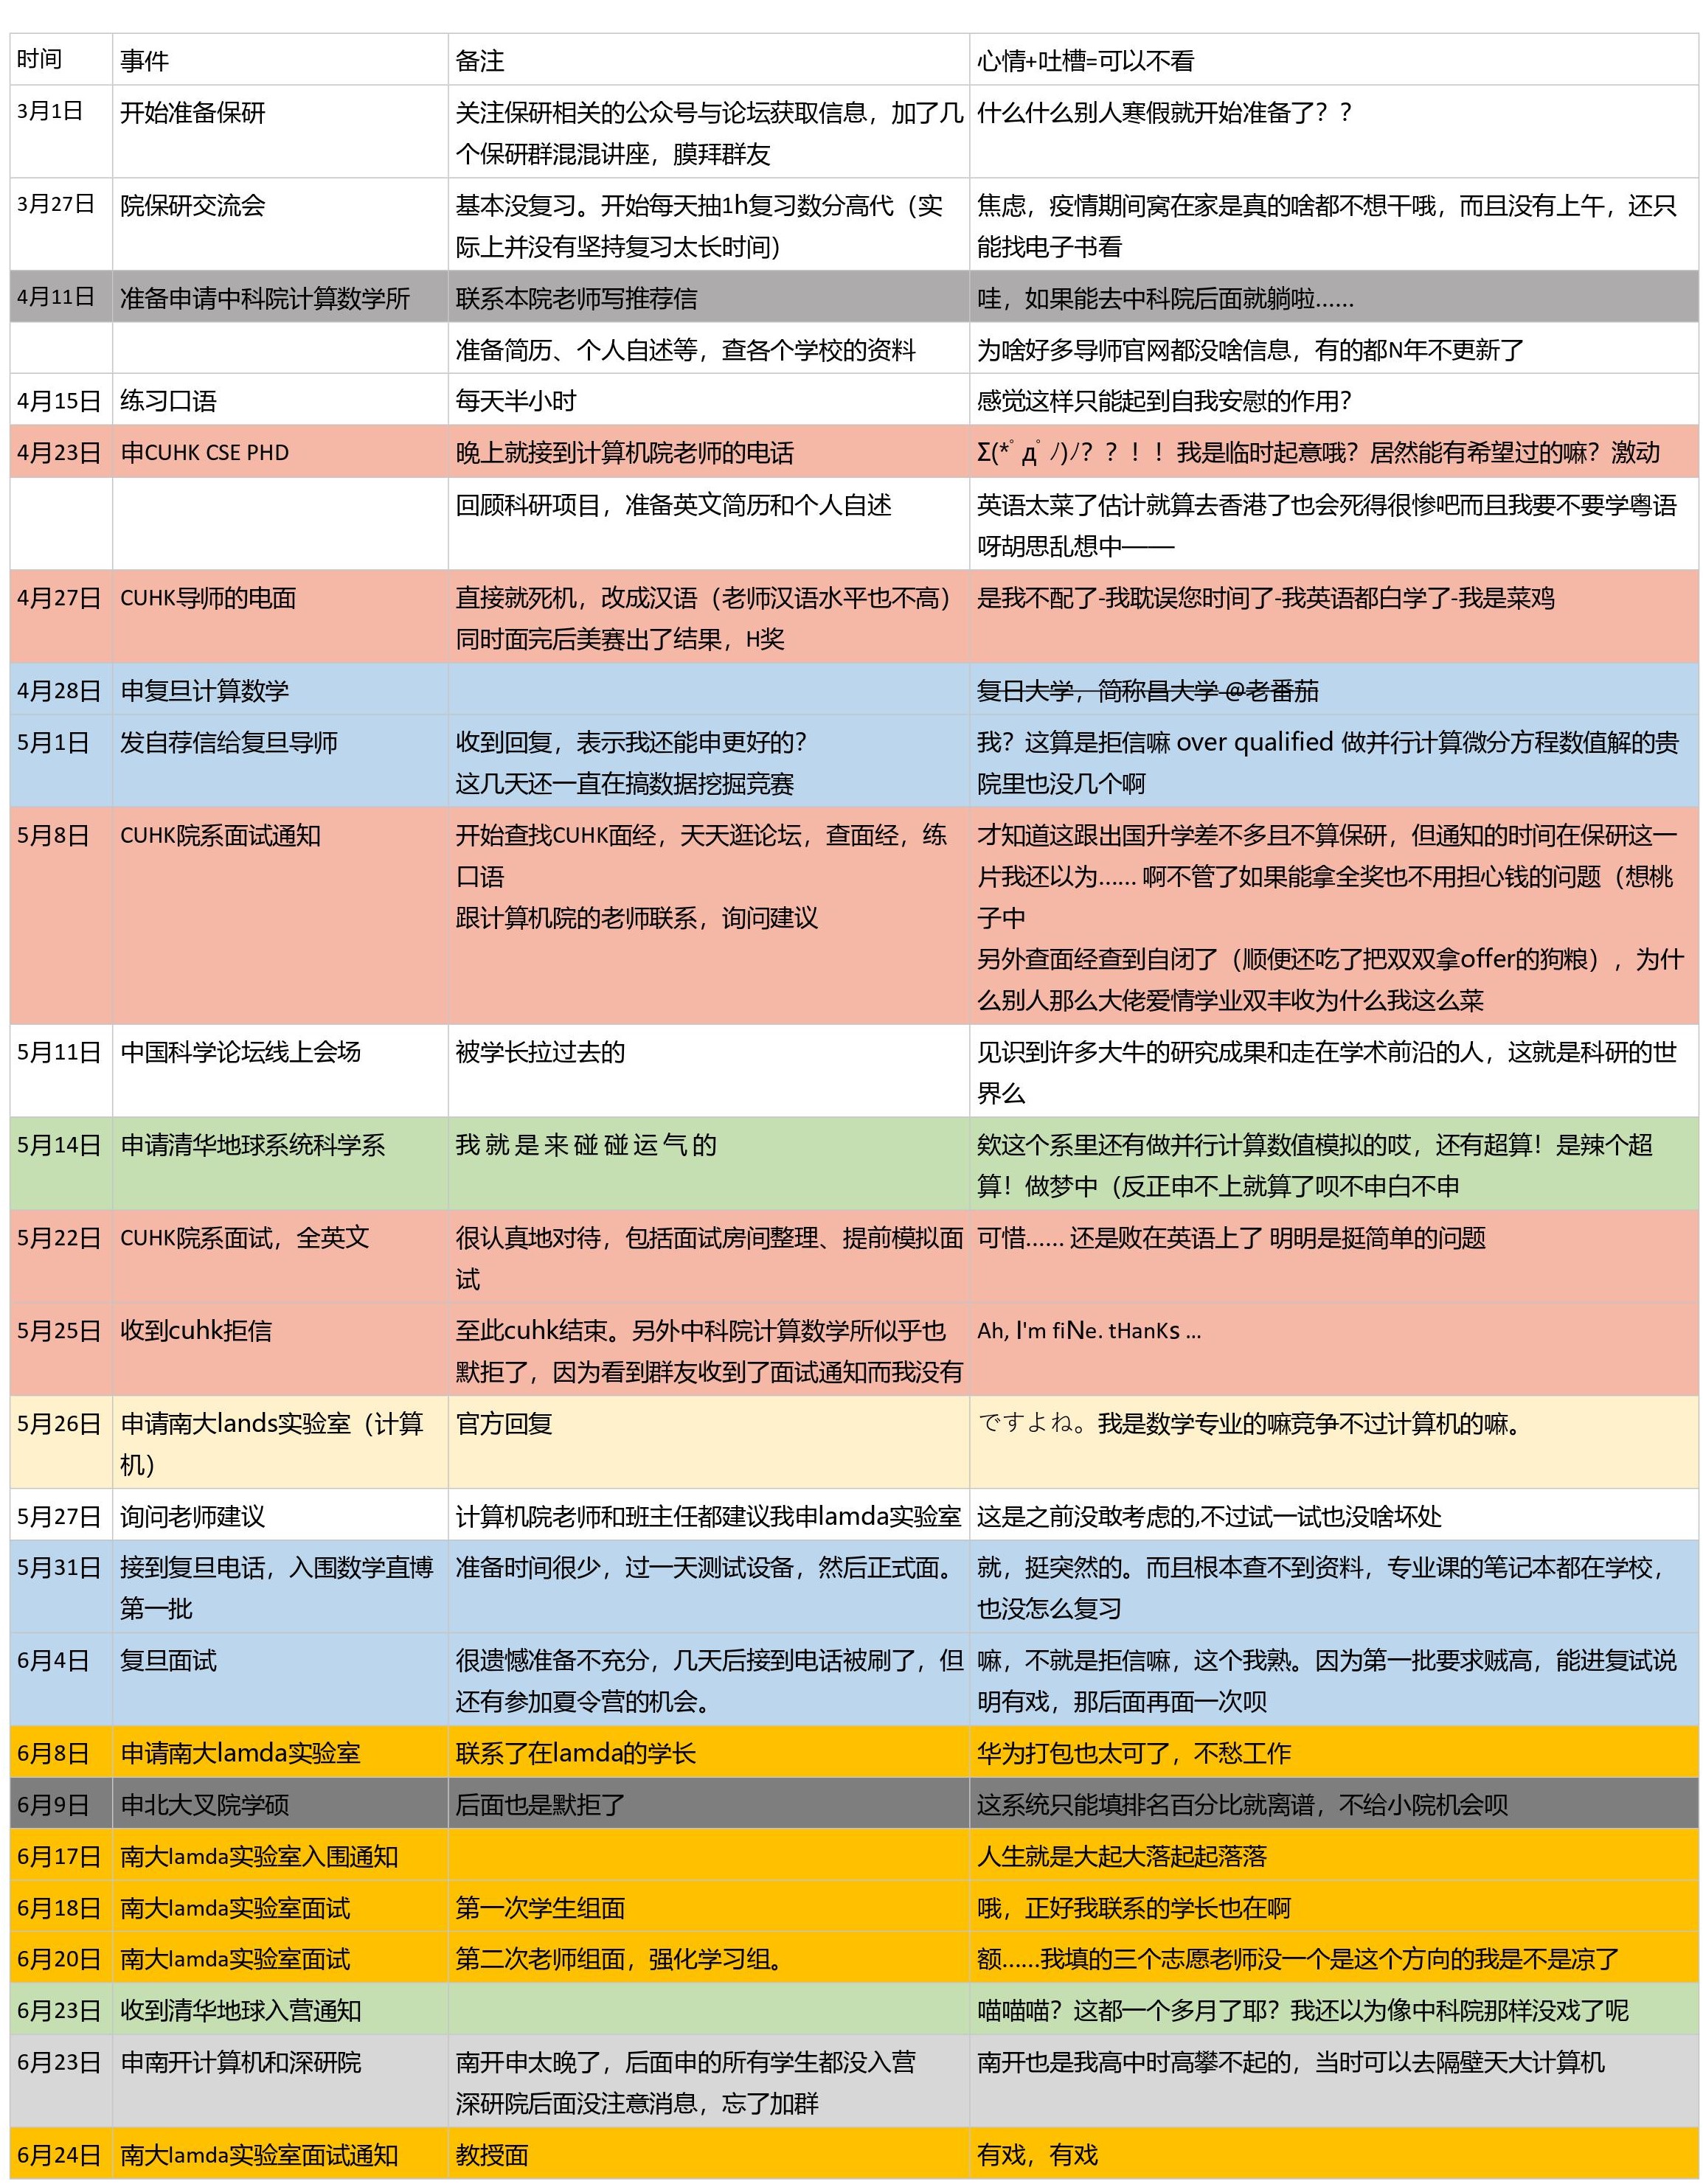 时间 事件 备注 心情+吐槽=可以不看
3月1日 开始准备保研 关注保研相关的公众号与论坛获取信息，加了几 什么什么别人寒假就开始准备了？？
个保研群混混讲座，膜拜群友
3月27日 院保研交流会 基本没复习。开始每天抽1h复习数分高代（实 焦虑，疫情期间窝在家是真的啥都不想干哦，而且没有上午，还只
际上并没有坚持复习太长时间） 能找电子书看
4月11日 准备申请中科院计算数学所 联系本院老师写推荐信 哇，如果能去中科院后面就躺啦……
准备简历、个人自述等，查各个学校的资料 为啥好多导师官网都没啥信息，有的都N年不更新了
4月15日 练习口语 每天半小时 感觉这样只能起到自我安慰的作用？
4月23日 申CUHK CSE PHD 晚上就接到计算机院老师的电话 Σ(*ﾟдﾟﾉ)ﾉ？？！！我是临时起意哦？居然能有希望过的嘛？激动
回顾科研项目，准备英文简历和个人自述 英语太菜了估计就算去香港了也会死得很惨吧而且我要不要学粤语
呀胡思乱想中——
4月27日 CUHK导师的电面 直接就死机，改成汉语（老师汉语水平也不高） 是我不配了-我耽误您时间了-我英语都白学了-我是菜鸡
同时面完后美赛出了结果，H奖
4月28日 申复旦计算数学 复日大学，简称昌大学 @老番茄
5月1日 发自荐信给复旦导师 收到回复，表示我还能申更好的？ 我？这算是拒信嘛 over qualified 做并行计算微分方程数值解的贵
这几天还一直在搞数据挖掘竞赛 院里也没几个啊
5月8日 CUHK院系面试通知 开始查找CUHK面经，天天逛论坛，查面经，练 才知道这跟出国升学差不多且不算保研，但通知的时间在保研这一
口语 片我还以为…… 啊不管了如果能拿全奖也不用担心钱的问题（想桃
跟计算机院的老师联系，询问建议 子中
另外查面经查到自闭了（顺便还吃了把双双拿offer的狗粮），为什
么别人那么大佬爱情学业双丰收为什么我这么菜
5月11日 中国科学论坛线上会场 被学长拉过去的 见识到许多大牛的研究成果和走在学术前沿的人，这就是科研的世
界么
5月14日 申请清华地球系统科学系 我 就 是 来 碰 碰 运 气 的 欸这个系里还有做并行计算数值模拟的哎，还有超算！是辣个超
算！做梦中（反正申不上就算了呗不申白不申
5月22日 CUHK院系面试，全英文 很认真地对待，包括面试房间整理、提前模拟面 可惜…… 还是败在英语上了 明明是挺简单的问题
试
5月25日 收到cuhk拒信 至此cuhk结束。另外中科院计算数学所似乎也 Ah, I'm fiNe. tHanKs ...
默拒了，因为看到群友收到了面试通知而我没有
5月26日 申请南大lands实验室（计算 官方回复 ですよね。我是数学专业的嘛竞争不过计算机的嘛。
机）
5月27日 询问老师建议 计算机院老师和班主任都建议我申lamda实验室 这是之前没敢考虑的,不过试一试也没啥坏处
5月31日 接到复旦电话，入围数学直博 准备时间很少，过一天测试设备，然后正式面。 就，挺突然的。而且根本查不到资料，专业课的笔记本都在学校，
第一批 也没怎么复习
6月4日 复旦面试 很遗憾准备不充分，几天后接到电话被刷了，但 嘛，不就是拒信嘛，这个我熟。因为第一批要求贼高，能进复试说
还有参加夏令营的机会。 明有戏，那后面再面一次呗
6月8日 申请南大lamda实验室 联系了在lamda的学长 华为打包也太可了，不愁工作
6月9日 申北大叉院学硕 后面也是默拒了 这系统只能填排名百分比就离谱，不给小院机会呗
6月17日 南大lamda实验室入围通知 人生就是大起大落起起落落
6月18日 南大lamda实验室面试 第一次学生组面 哦，正好我联系的学长也在啊
6月20日 南大lamda实验室面试 第二次老师组面，强化学习组。 额……我填的三个志愿老师没一个是这个方向的我是不是凉了
6月23日 收到清华地球入营通知 喵喵喵？这都一个多月了耶？我还以为像中科院那样没戏了呢
6月23日 申南开计算机和深研院 南开申太晚了，后面申的所有学生都没入营 南开也是我高中时高攀不起的，当时可以去隔壁天大计算机
深研院后面没注意消息，忘了加群
6月24日 南大lamda实验室面试通知 教授面 有戏，有戏